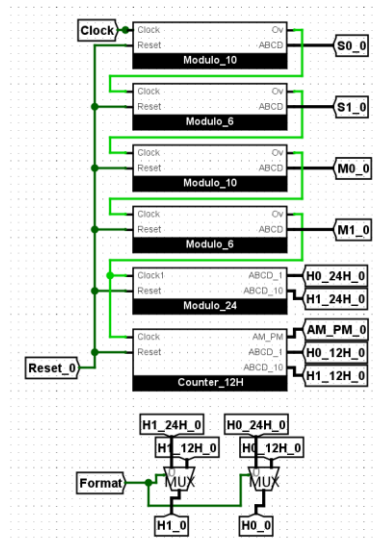 Clock Clock Ov
Reset ABCD S0_0
Modulo_10
Clock Ov
Reset ABCD S1_0
Modulo_6
Clock Ov
Reset ABCD M0_0
Modulo_10
Clock Ov
Reset ABCD M1_0
Modulo_6
Clock1 ABCD_1 H0_24H_0
Reset ABCD_10 H1_24H_0
Modulo_24
Clock AM_PM AM_PM_0
Reset ABCD_1 H0_12H_0
Reset_0 ABCD_10 H1_12H_0
Counter_12H
H1_24H_0 H0_24H_0
H1_12H_0 H0_12H_0
Format MUX MUX
H1_0 H0_0